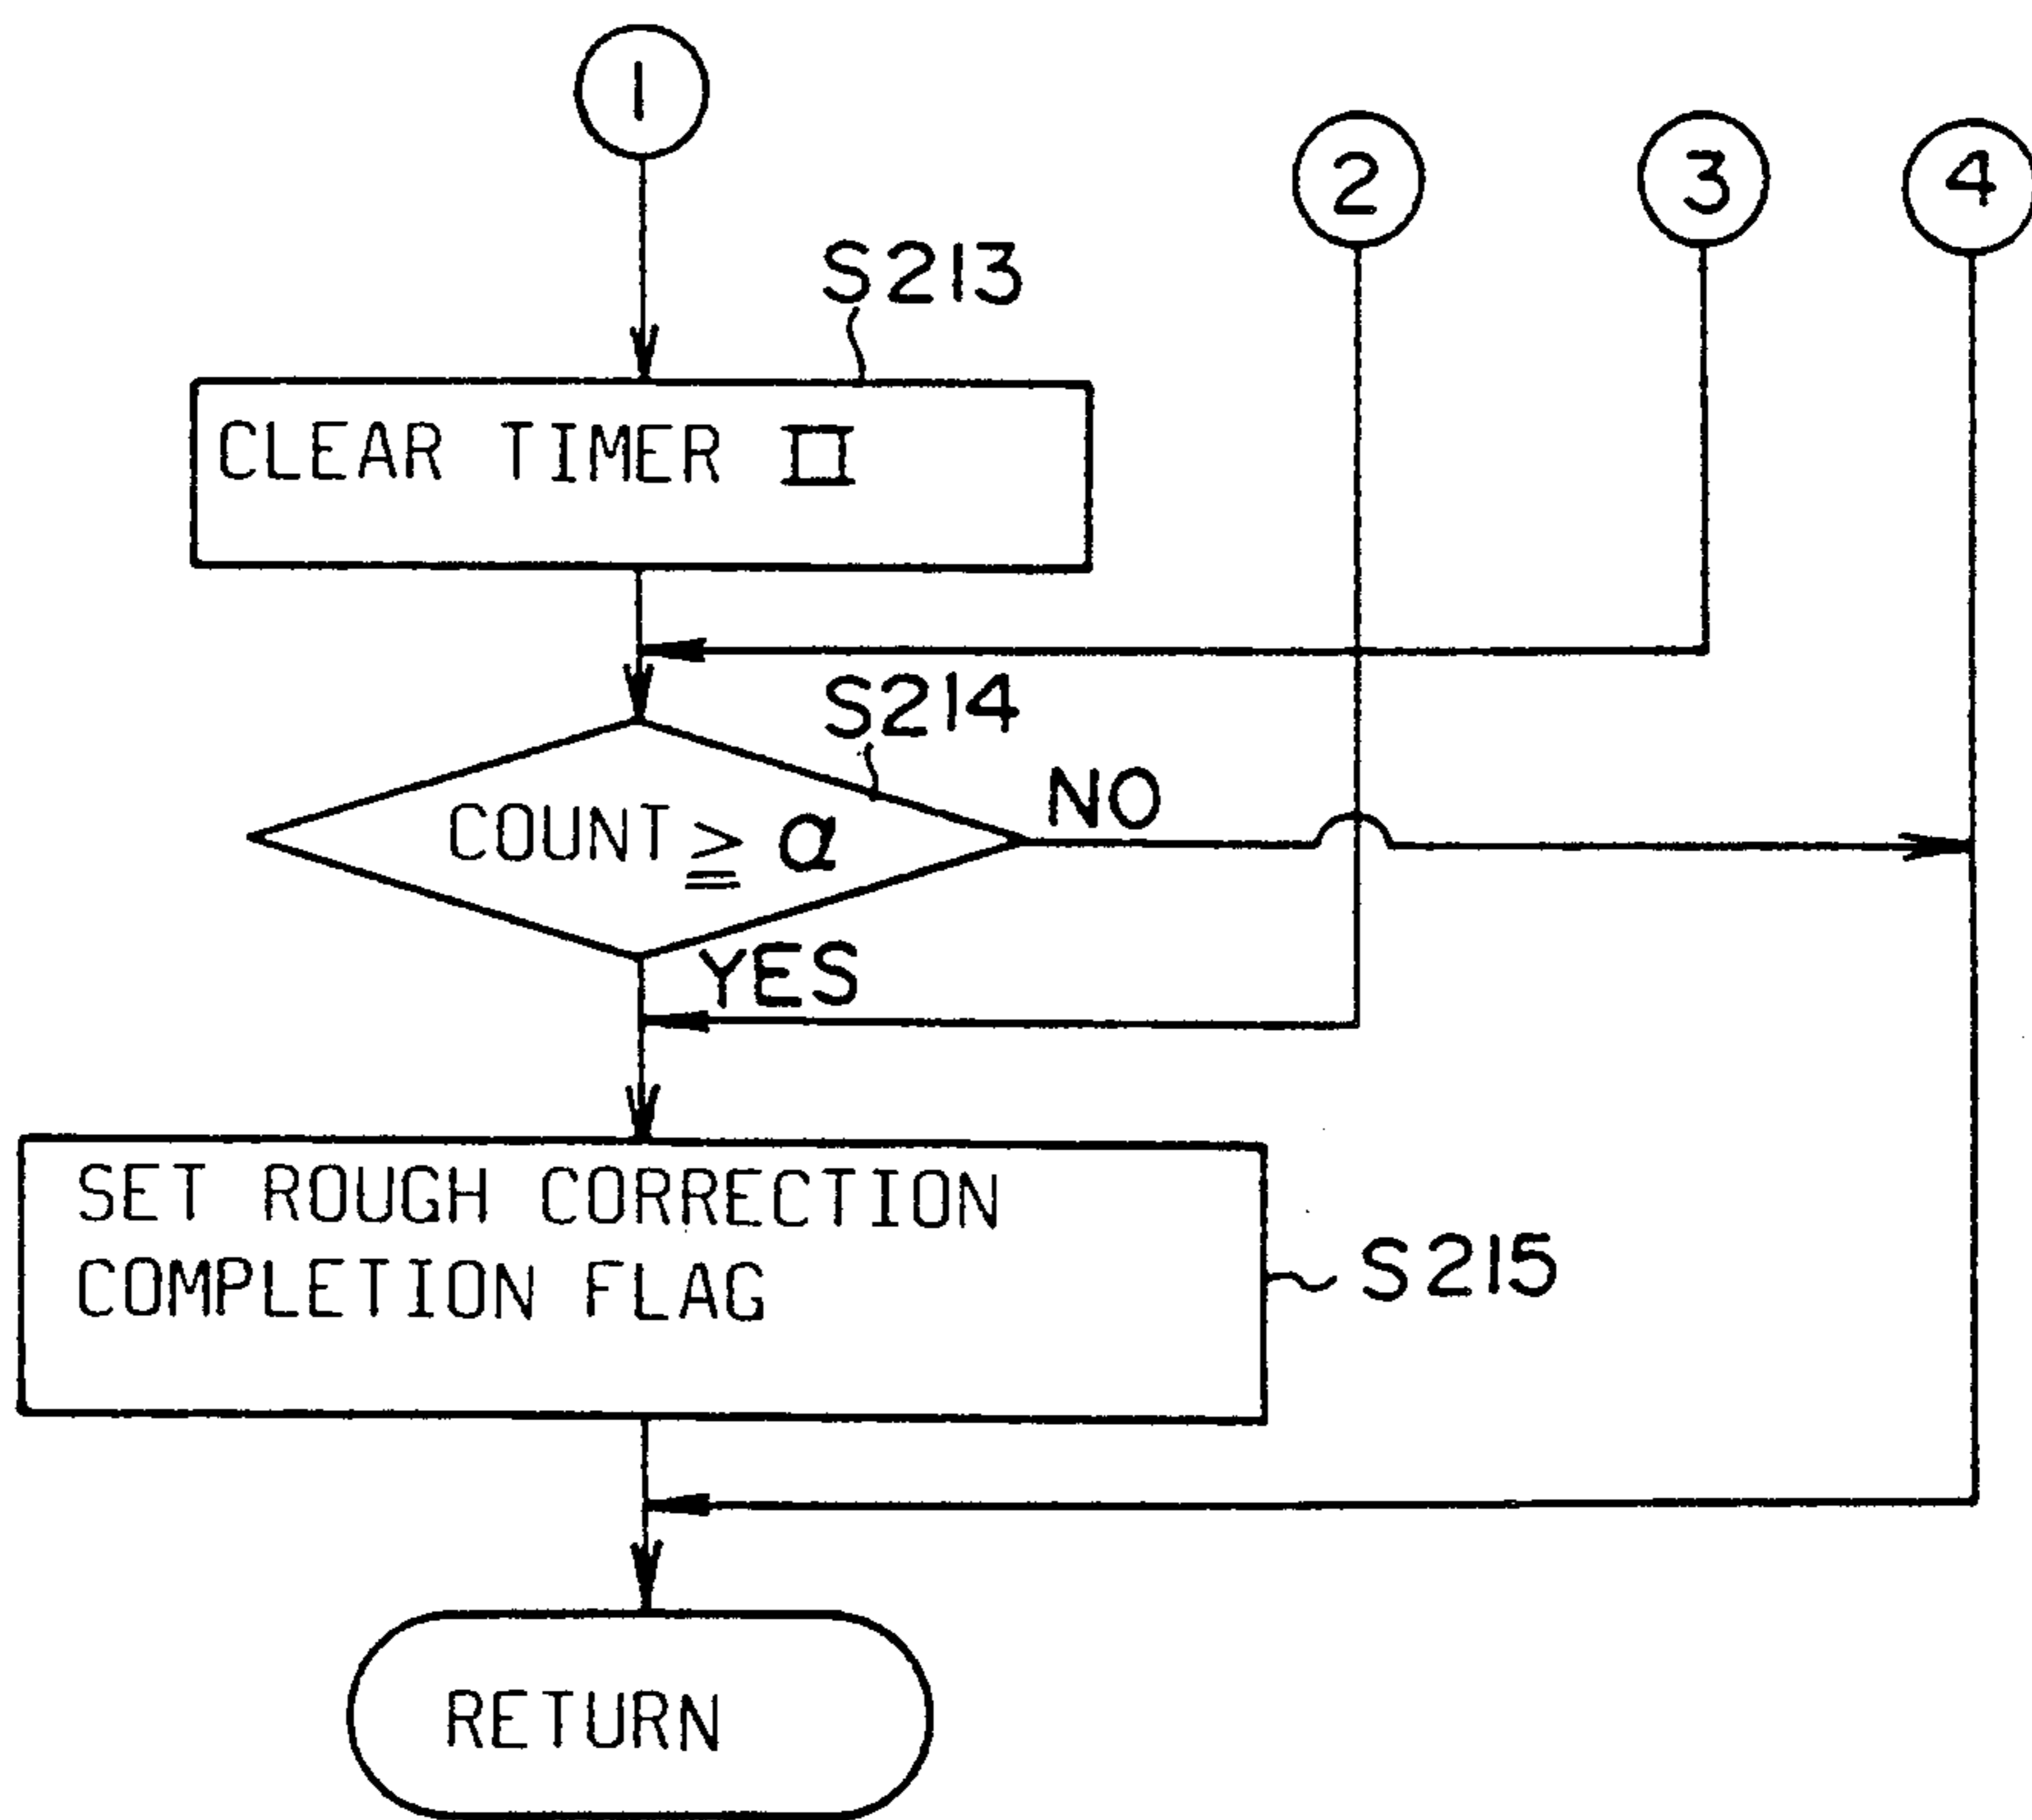 1
2
3
4
S213
CLEAR TIMER II
S214
COUNT ≧ α
NO
YES
SET ROUGH CORRECTION
COMPLETION FLAG
S215
RETURN